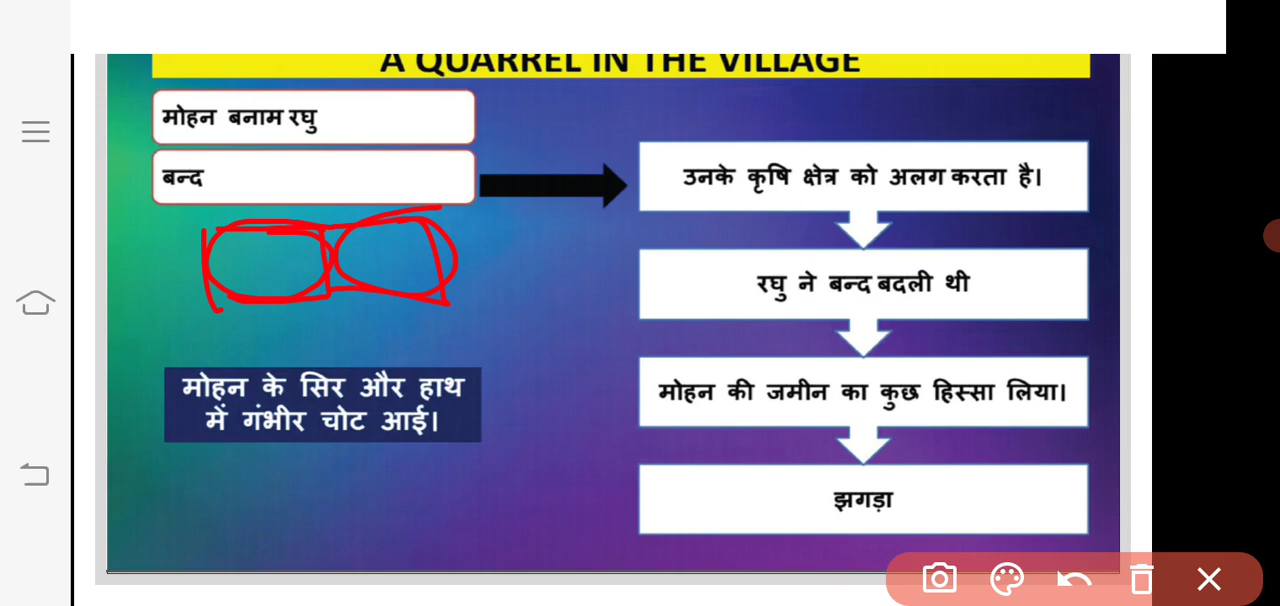 A QUARREL IN THE VILLAGE
मोहन बनाम रघु
बन्द
उनके कृषि क्षेत्र को अलग करता है।
रघु ने बन्द बदली थी
मोहन के सिर और हाथ
में गंभीर चोट आई।
मोहन की जमीन का कुछ हिस्सा लिया।
झगड़ा